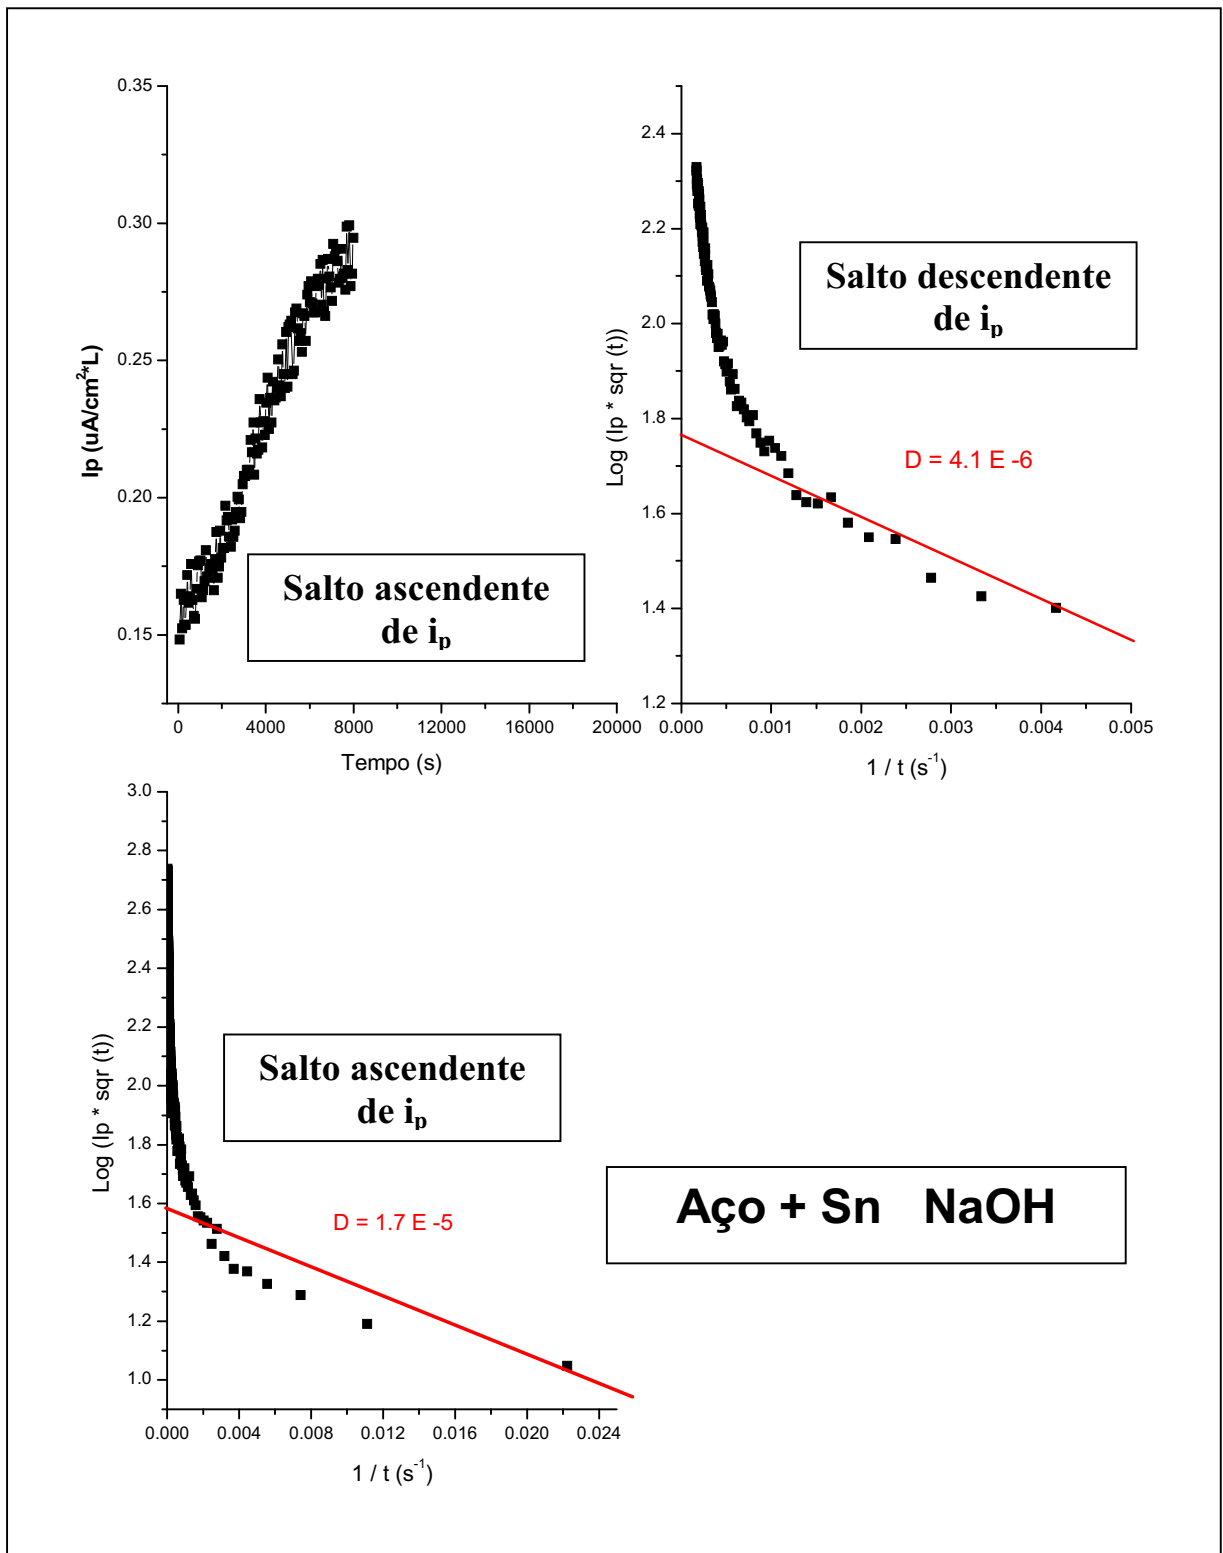 0.35
0.30
0.25
0.20
0.15
Ip (uA/cm²*L)
Salto ascendente
de iₚ
0 4000 8000 12000 16000 20000
Tempo (s)
2.4
2.2
2.0
1.8
1.6
1.4
1.2
Log (Ip * sqr (t))
Salto descendente
de iₚ
D = 4.1 E -6
0.000 0.001 0.002 0.003 0.004 0.005
1 / t (s⁻¹)
3.0
2.8
2.6
2.4
2.2
2.0
1.8
1.6
1.4
1.2
1.0
Log (Ip * sqr (t))
Salto ascendente
de iₚ
D = 1.7 E -5
0.000 0.004 0.008 0.012 0.016 0.020 0.024
1 / t (s⁻¹)
Aço + Sn NaOH